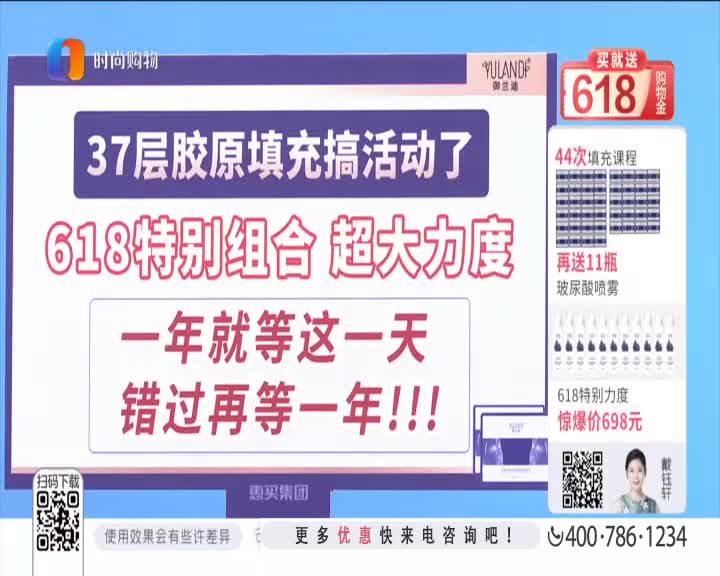 时尚购物
YULANDI
御兰迪
买就送
618
购物金
37层胶原填充搞活动了
618特别组合 超大力度
一年就等这一天
错过再等一年!!!
44次填充课程
再送11瓶
玻尿酸喷雾
618特别力度
惊爆价698元
戴钰轩
惠买集团
扫码下载
使用效果会有些许差异
更多优惠快来电咨询吧!
400-786-1234